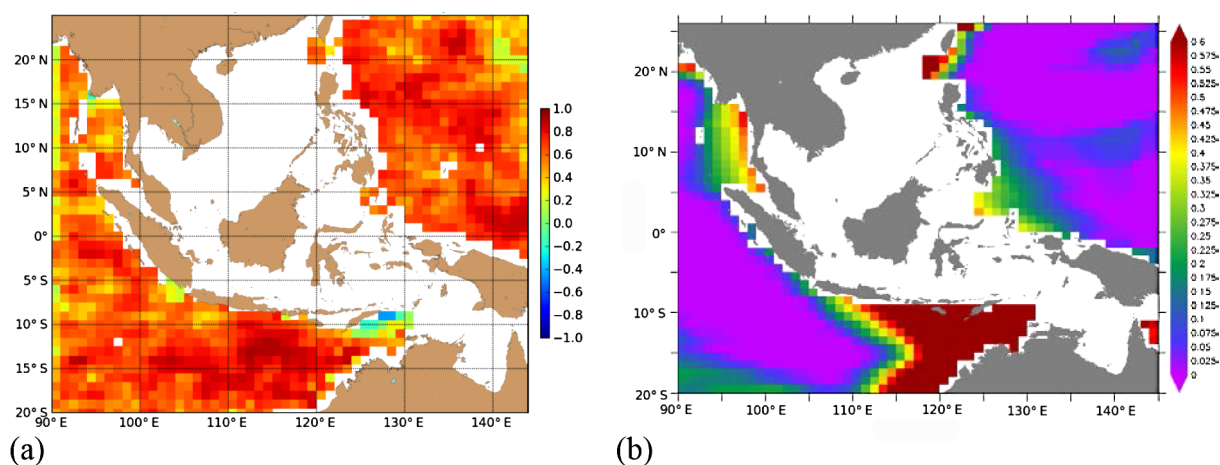 20° N
15° N
10° N
5° N
0°
5° S
10° S
15° S
20° S
90° E
100° E
110° E
120° E
130° E
140° E
1.0
0.8
0.6
0.4
0.2
0.0
−0.2
−0.4
−0.6
−0.8
−1.0
(a)
20° N
10° N
0°
10° S
20° S
90° E
100° E
110° E
120° E
130° E
140° E
0.6
0.575
0.55
0.525
0.5
0.475
0.45
0.425
0.4
0.375
0.35
0.325
0.3
0.275
0.25
0.225
0.2
0.175
0.15
0.125
0.1
0.075
0.05
0.025
0
(b)